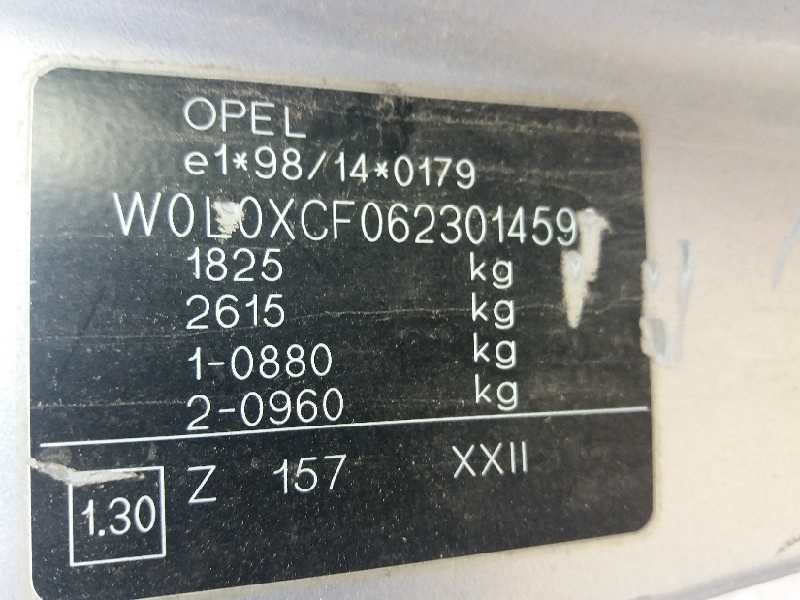 OPEL
e1*98/14*0179
W0L0XCF062301459
1825 kg
2615 kg
1-0880 kg
2-0960 kg
1.30 Z 157 XXII